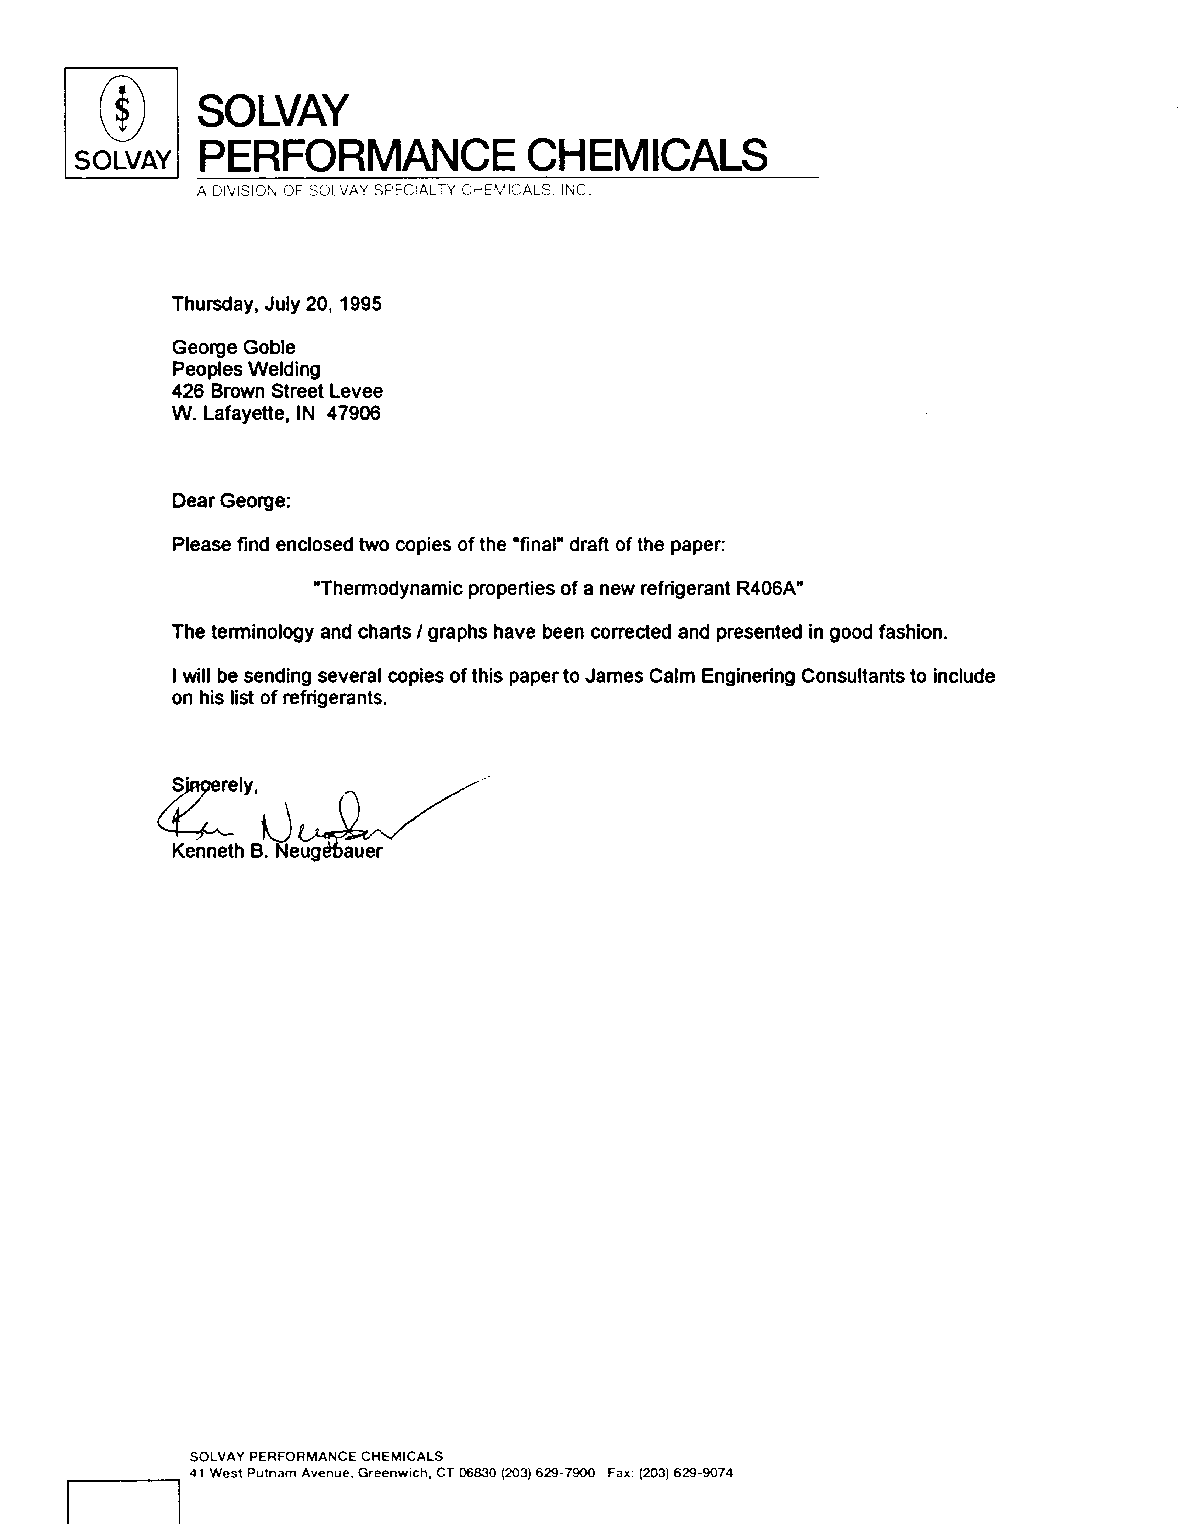 SOLVAY
SOLVAY
PERFORMANCE CHEMICALS
A DIVISION OF SOLVAY SPECIALTY CHEMICALS, INC.
Thursday, July 20, 1995
George Goble
Peoples Welding
426 Brown Street Levee
W. Lafayette, IN 47906
Dear George:
Please find enclosed two copies of the "final" draft of the paper:
"Thermodynamic properties of a new refrigerant R406A"
The terminology and charts / graphs have been corrected and presented in good fashion.
I will be sending several copies of this paper to James Calm Enginering Consultants to include
on his list of refrigerants.
Sincerely,
Ken Neugebauer
Kenneth B. Neugebauer
SOLVAY PERFORMANCE CHEMICALS
41 West Putnam Avenue, Greenwich, CT 06830 (203) 629-7900 Fax: (203) 629-9074